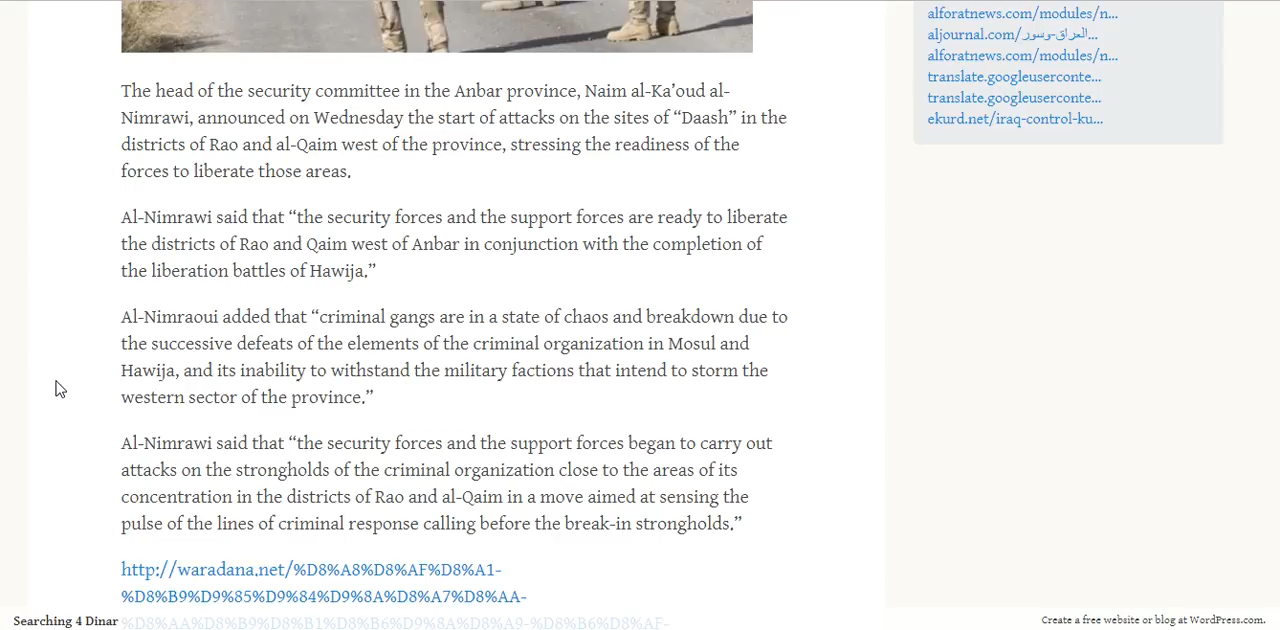 alforatnews.com/modules/n...
aljournal.com/العراق-وسور...
alforatnews.com/modules/n...
translate.googleuserconte...
translate.googleuserconte...
ekurd.net/iraq-control-ku...
The head of the security committee in the Anbar province, Naim al-Ka’oud al-
Nimrawi, announced on Wednesday the start of attacks on the sites of “Daash” in the
districts of Rao and al-Qaim west of the province, stressing the readiness of the
forces to liberate those areas.
Al-Nimrawi said that “the security forces and the support forces are ready to liberate
the districts of Rao and Qaim west of Anbar in conjunction with the completion of
the liberation battles of Hawija.”
Al-Nimraoui added that “criminal gangs are in a state of chaos and breakdown due to
the successive defeats of the elements of the criminal organization in Mosul and
Hawija, and its inability to withstand the military factions that intend to storm the
western sector of the province.”
Al-Nimrawi said that “the security forces and the support forces began to carry out
attacks on the strongholds of the criminal organization close to the areas of its
concentration in the districts of Rao and al-Qaim in a move aimed at sensing the
pulse of the lines of criminal response calling before the break-in strongholds.”
http://waradana.net/%D8%A8%D8%AF%D8%A1-
%D8%B9%D9%85%D9%84%D9%8A%D8%A7%D8%AA-
%D8%AA%D8%B9%D8%B1%D8%B6%D9%8A%D8%A9-%D8%B6%D8%AF-
Searching 4 Dinar
Create a free website or blog at WordPress.com.